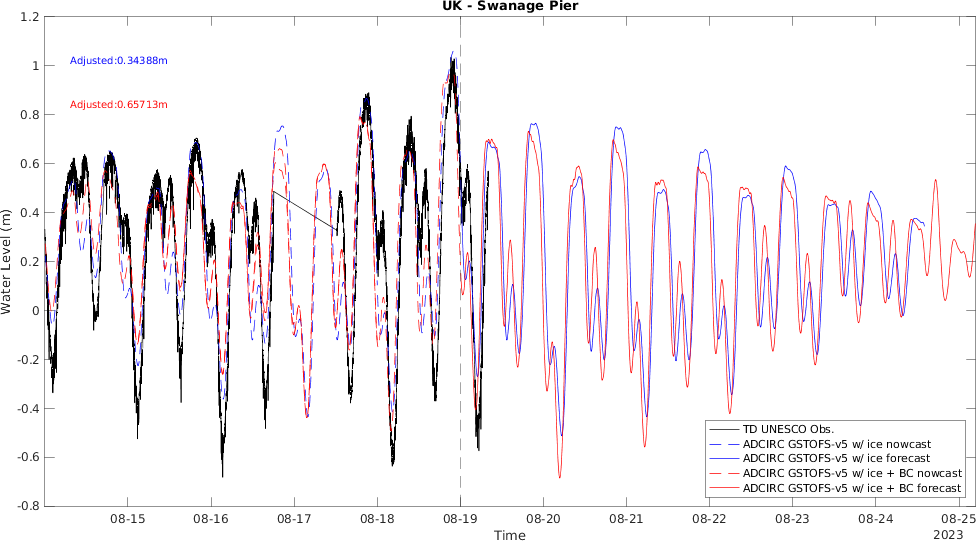 UK - Swanage Pier
1.2
1
0.8
0.6
0.4
0.2
0
-0.2
-0.4
-0.6
-0.8
Water Level (m)
Adjusted:0.34388m
Adjusted:0.65713m
TD UNESCO Obs.
ADCIRC GSTOFS-v5 w/ ice nowcast
ADCIRC GSTOFS-v5 w/ ice forecast
ADCIRC GSTOFS-v5 w/ ice + BC nowcast
ADCIRC GSTOFS-v5 w/ ice + BC forecast
08-15 08-16 08-17 08-18 08-19 08-20 08-21 08-22 08-23 08-24 08-25
Time
2023